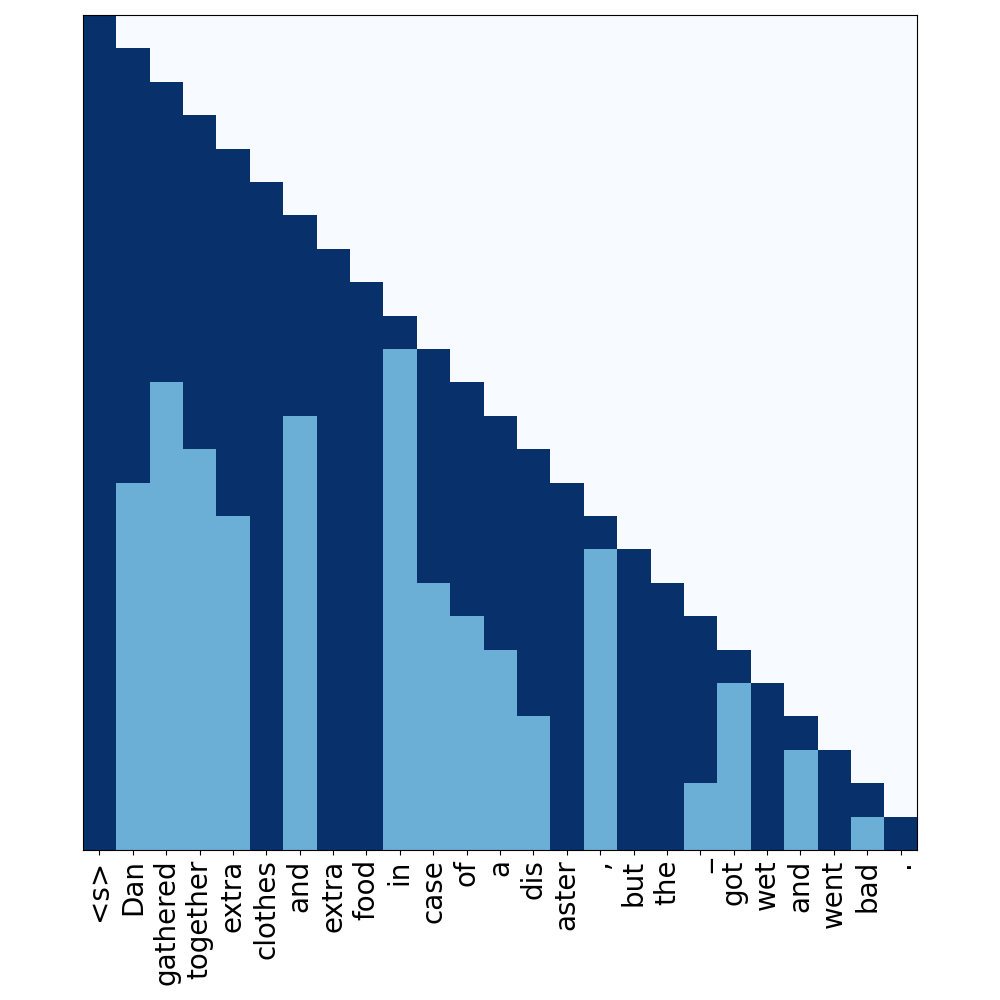 <s> Dan gathered together extra clothes and extra food in case of a dis aster , but the _ got wet and went bad .